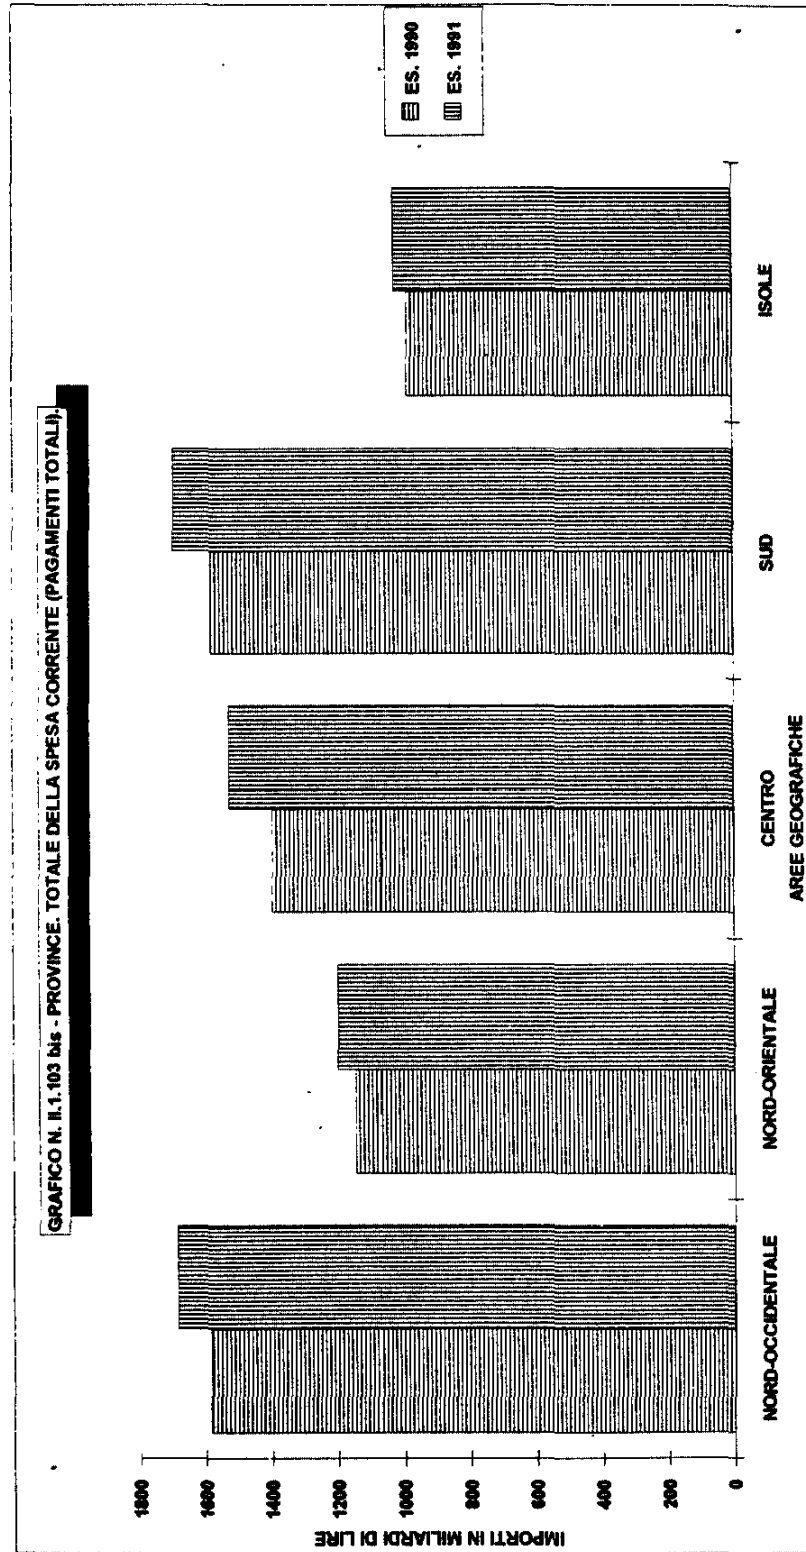 GRAFICO N. II.1.103 bis - PROVINCE. TOTALE DELLA SPESA CORRENTE (PAGAMENTI TOTALI).
IMPORTI IN MILIARDI DI LIRE
1800
1600
1400
1200
1000
800
600
400
200
0
NORD-OCCIDENTALE
NORD-ORIENTALE
CENTRO
SUD
ISOLE
AREE GEOGRAFICHE
ES. 1990
ES. 1991